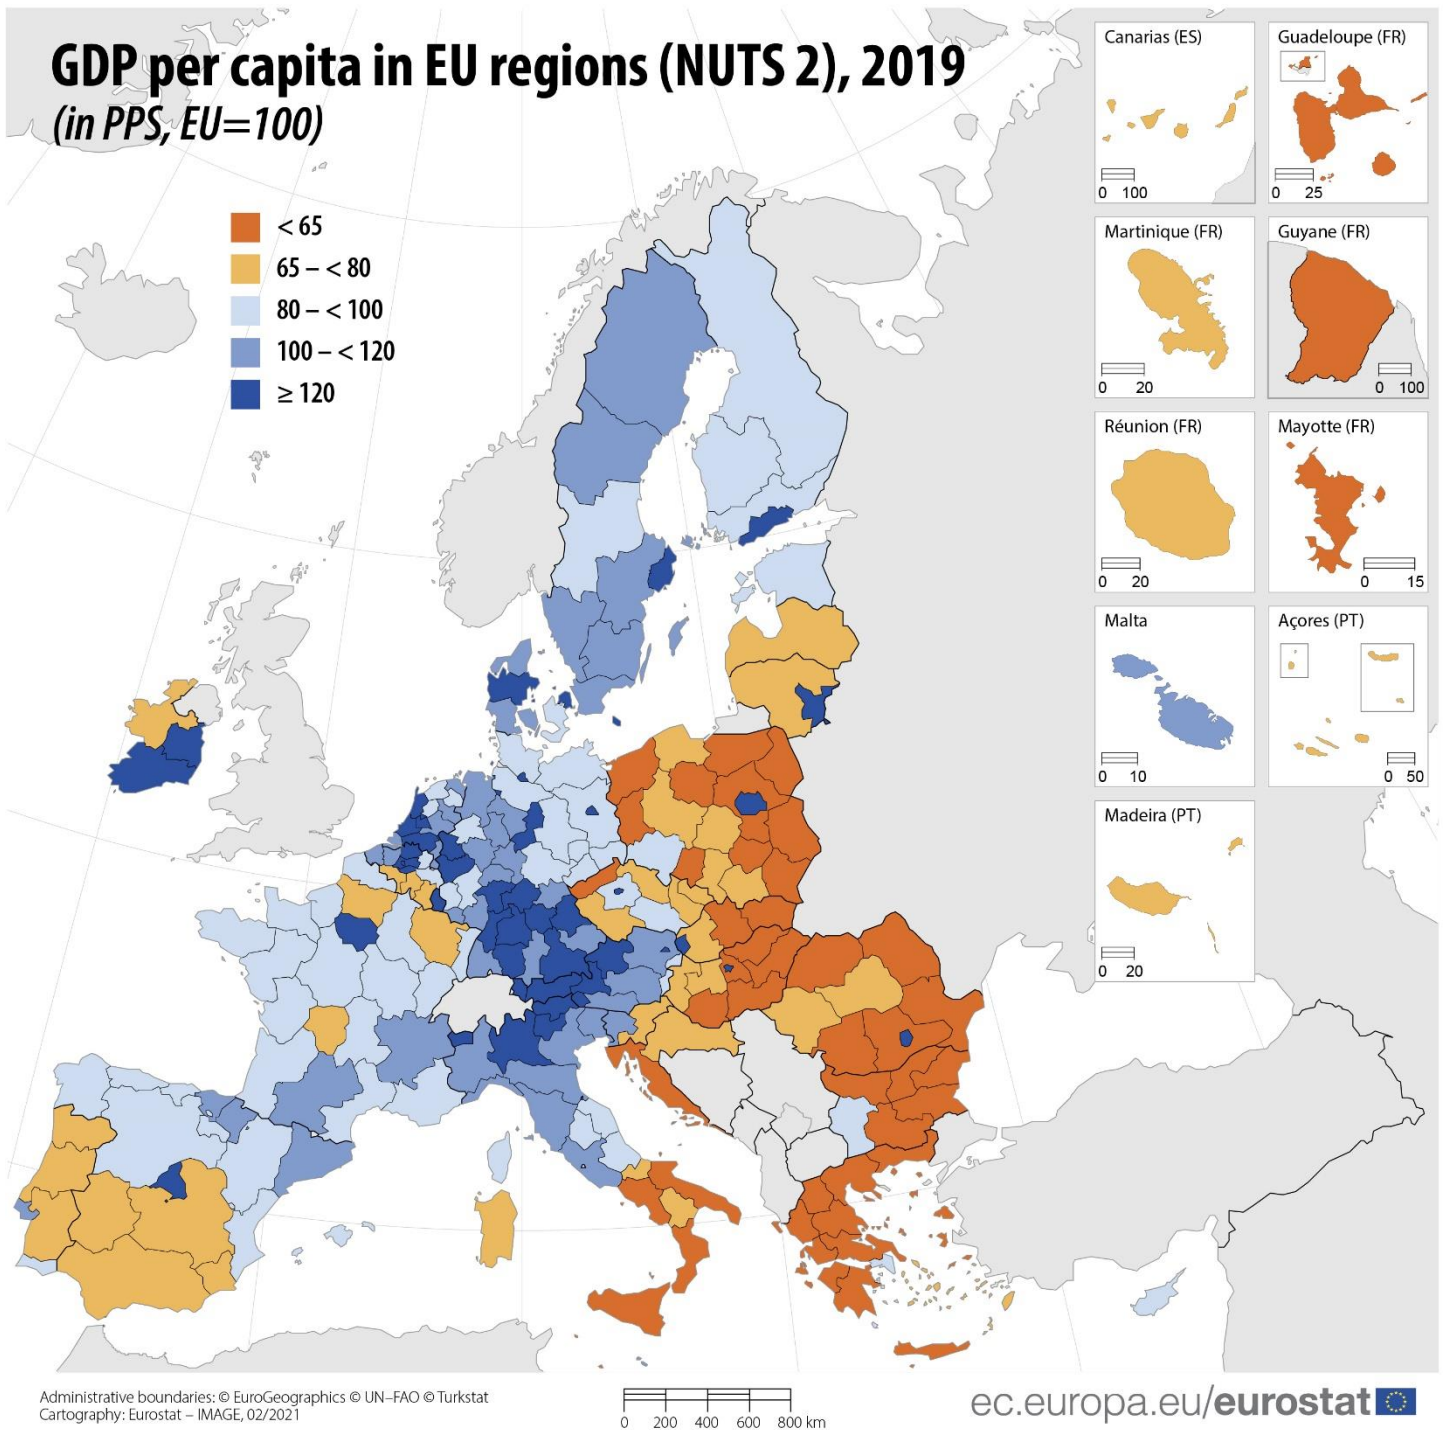 GDP per capita in EU regions (NUTS 2), 2019
(in PPS, EU=100)
< 65
65 – < 80
80 – < 100
100 – < 120
≥ 120
Canarias (ES)
0 100
Guadeloupe (FR)
0 25
Martinique (FR)
0 20
Guyane (FR)
0 100
Réunion (FR)
0 20
Mayotte (FR)
0 15
Malta
0 10
Açores (PT)
0 50
Madeira (PT)
0 20
Administrative boundaries: © EuroGeographics © UN–FAO © Turkstat
Cartography: Eurostat – IMAGE, 02/2021
0 200 400 600 800 km
ec.europa.eu/eurostat